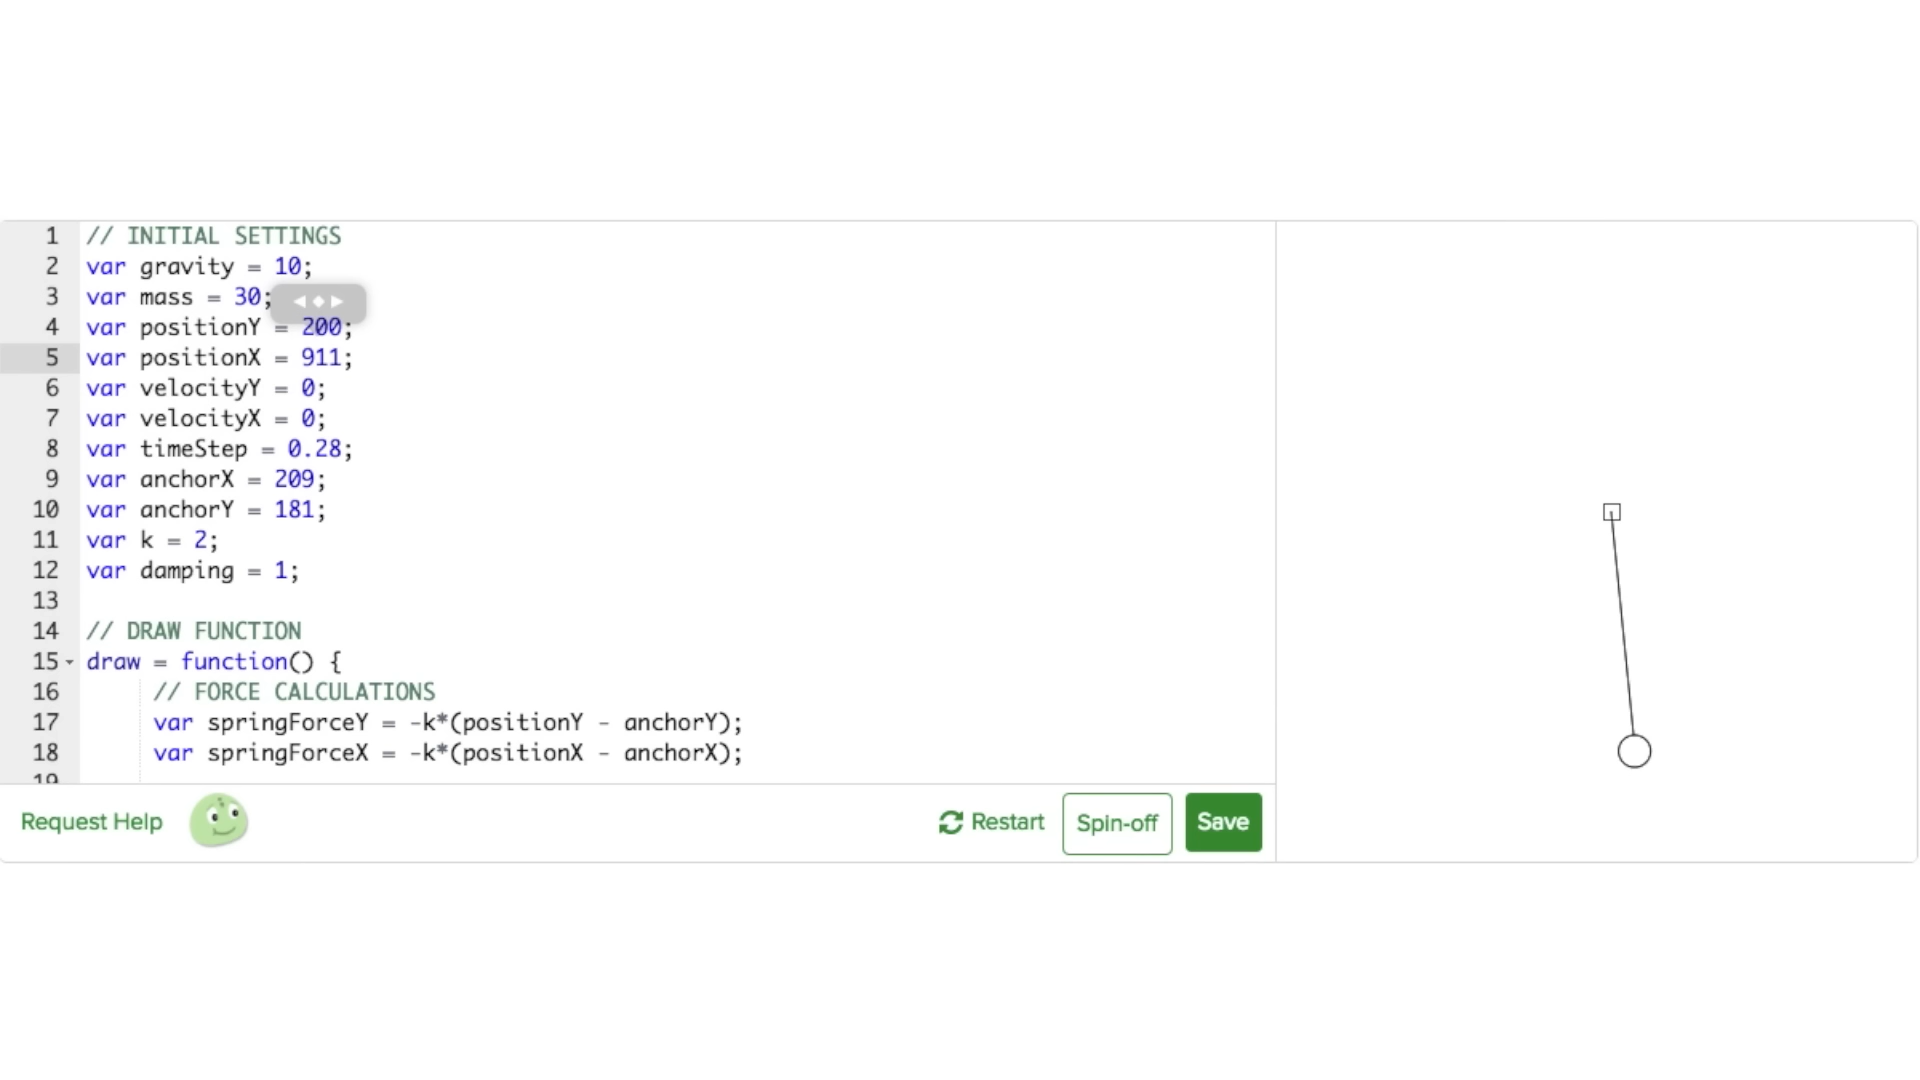 1 // INITIAL SETTINGS
2 var gravity = 10;
3 var mass = 30;
4 var positionY = 200;
5 var positionX = 911;
6 var velocityY = 0;
7 var velocityX = 0;
8 var timeStep = 0.28;
9 var anchorX = 209;
10 var anchorY = 181;
11 var k = 2;
12 var damping = 1;
13
14 // DRAW FUNCTION
15 draw = function() {
16 // FORCE CALCULATIONS
17 var springForceY = -k*(positionY - anchorY);
18 var springForceX = -k*(positionX - anchorX);
19
Request Help
Restart
Spin-off
Save